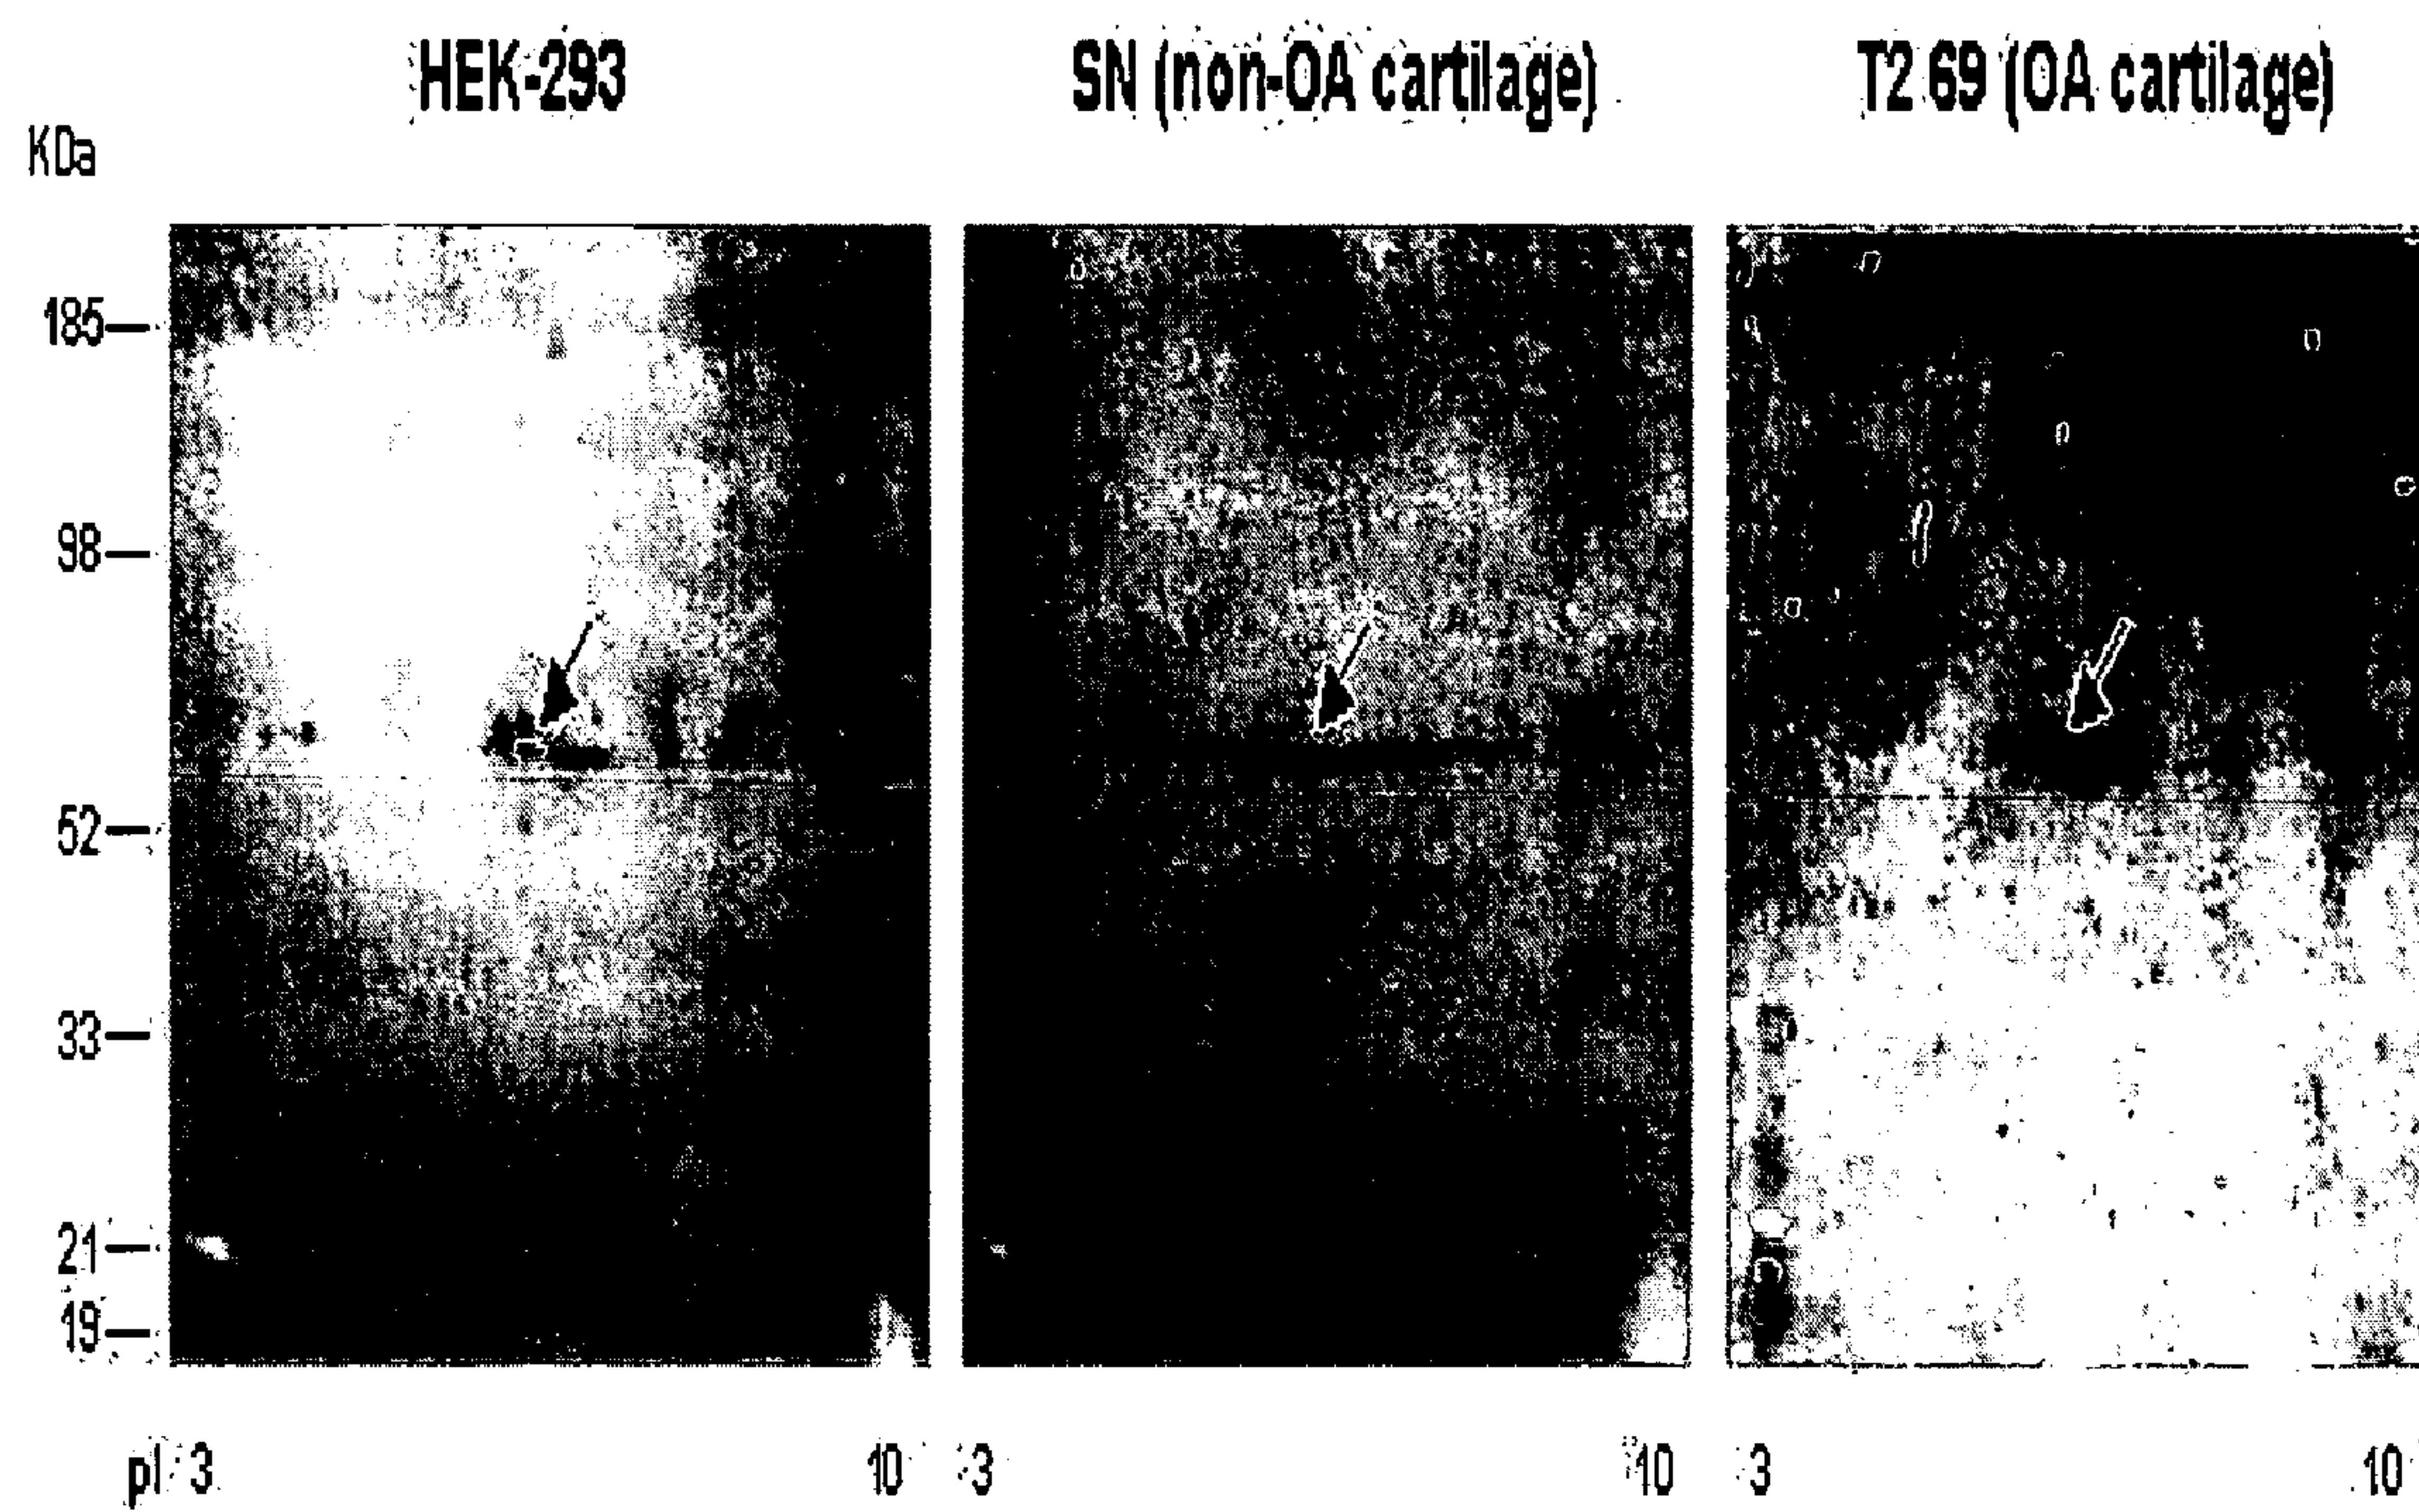 HEK-293 SN (non-OA cartilage) T2 69 (OA cartilage)
KDa
185
98
52
33
21
19
pI 3 10 3 10 3 10